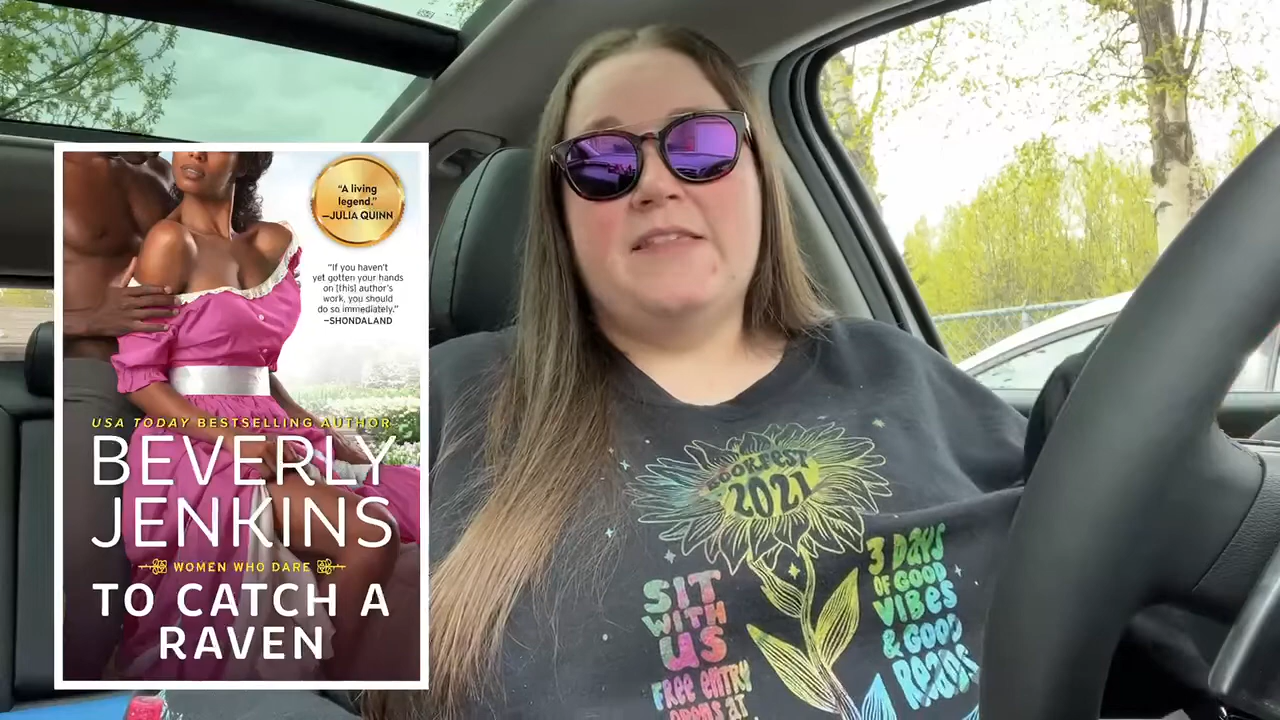 "A living
legend."
—JULIA QUINN
"If you haven't
yet gotten your hands
on [this] author's
work, you should
do so immediately."
—SHONDALAND
USA TODAY BESTSELLING AUTHOR
BEVERLY
JENKINS
WOMEN WHO DARE
TO CATCH A
RAVEN
BOOKFEST
2021
SIT
WITH
US
FREE ENTRY
OPENS AT
3 DAYS
OF GOOD
VIBES
& GOOD
READS